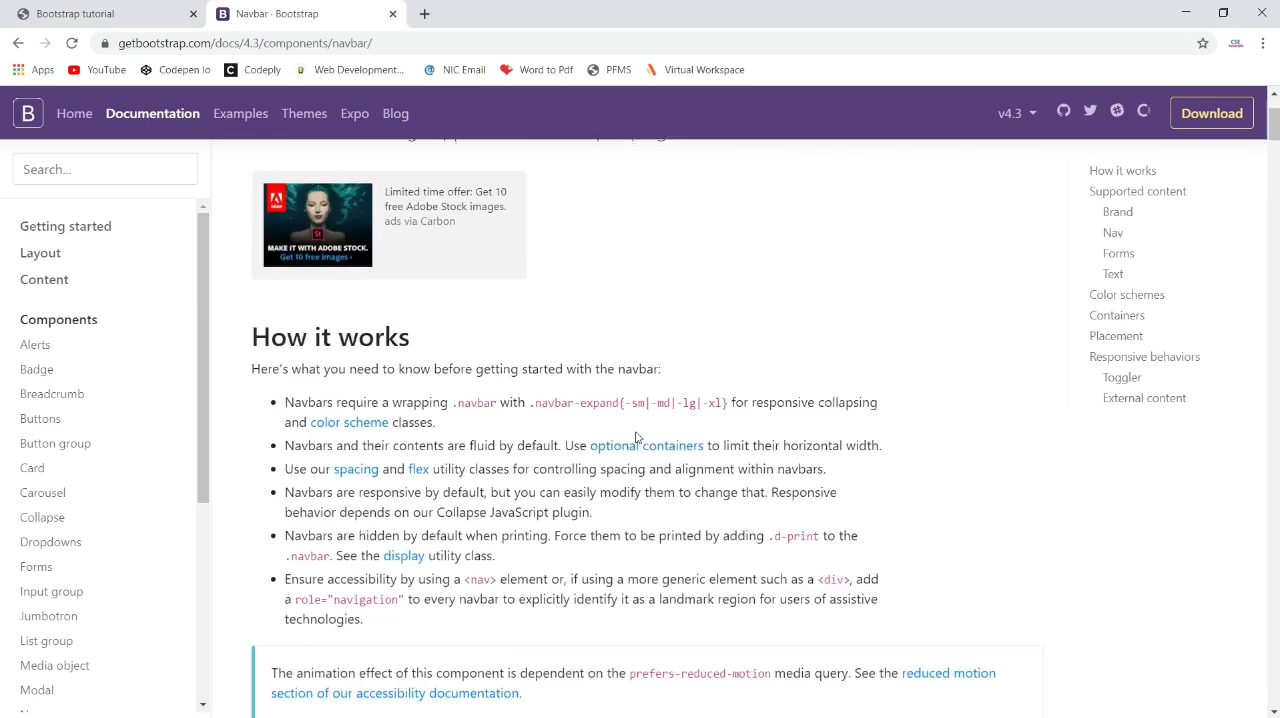 Bootstrap tutorial
Navbar · Bootstrap
getbootstrap.com/docs/4.3/components/navbar/
Apps
YouTube
Codepen Io
Codeply
Web Development...
NIC Email
Word to Pdf
PFMS
Virtual Workspace
B
Home
Documentation
Examples
Themes
Expo
Blog
v4.3
Download
Search...
Getting started
Layout
Content
Components
Alerts
Badge
Breadcrumb
Buttons
Button group
Card
Carousel
Collapse
Dropdowns
Forms
Input group
Jumbotron
List group
Media object
Modal
MAKE IT WITH ADOBE STOCK.
Get 10 free images ›
Limited time offer: Get 10
free Adobe Stock images.
ads via Carbon
How it works
Here's what you need to know before getting started with the navbar:
Navbars require a wrapping .navbar with .navbar-expand{-sm|-md|-lg|-xl} for responsive collapsing
and color scheme classes.
Navbars and their contents are fluid by default. Use optional containers to limit their horizontal width.
Use our spacing and flex utility classes for controlling spacing and alignment within navbars.
Navbars are responsive by default, but you can easily modify them to change that. Responsive
behavior depends on our Collapse JavaScript plugin.
Navbars are hidden by default when printing. Force them to be printed by adding .d-print to the
.navbar. See the display utility class.
Ensure accessibility by using a <nav> element or, if using a more generic element such as a <div>, add
a role="navigation" to every navbar to explicitly identify it as a landmark region for users of assistive
technologies.
The animation effect of this component is dependent on the prefers-reduced-motion media query. See the reduced motion
section of our accessibility documentation.
How it works
Supported content
Brand
Nav
Forms
Text
Color schemes
Containers
Placement
Responsive behaviors
Toggler
External content